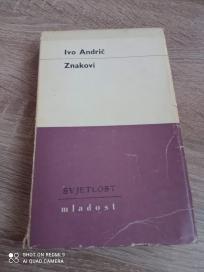 Ivo Andrić
Znakovi
SVJETLOST
mladost
SHOT ON REDMI 9
AI QUAD CAMERA